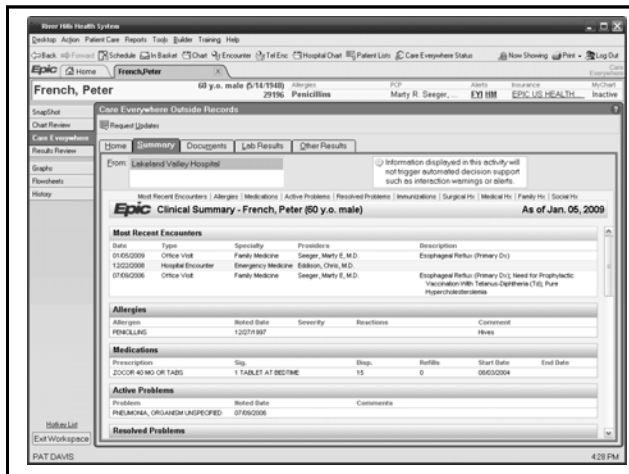 River Hills Health System
Desktop Action Patient Care Reports Tools Builder Training Help
Back Forward Schedule In Basket Chart Encounter Tel Enc Hospital Chart Patient Lists Care Everywhere Status Now Showing Print Log Out
Epic Home French,Peter Care Everywhere
French, Peter 60 y.o. male (5/14/1948) 29196 Allergies Penicillins PCP Marty R. Seeger, ... Alerts FYI HM Insurance EPIC US HEALTH... MyChart Inactive
SnapShot
Chart Review
Care Everywhere
Results Review
Graphs
Flowsheets
History
Care Everywhere Outside Records
Request Updates
Home Summary Documents Lab Results Other Results
From: Lakeland Valley Hospital
Information displayed in this activity will
not trigger automated decision support
such as interaction warnings or alerts.
Most Recent Encounters | Allergies | Medications | Active Problems | Resolved Problems | Immunizations | Surgical Hx | Medical Hx | Family Hx | Social Hx
Epic Clinical Summary - French, Peter (60 y.o. male) As of Jan. 05, 2009
Most Recent Encounters
Date Type Specialty Providers Description
01/05/2009 Office Visit Family Medicine Seeger, Marty E, M.D. Esophageal Reflux (Primary Dx)
12/22/2008 Hospital Encounter Emergency Medicine Eddison, Chris, M.D.
07/09/2006 Office Visit Family Medicine Seeger, Marty E, M.D. Esophageal Reflux (Primary Dx); Need for Prophylactic
Vaccination With Tetanus-Diphtheria (Td); Pure
Hypercholesterolemia
Allergies
Allergen Noted Date Severity Reactions Comment
PENICILLINS 12/27/1997 Hives
Medications
Prescription Sig. Disp. Refills Start Date End Date
ZOCOR 40 MG OR TABS 1 TABLET AT BEDTIME 15 0 06/03/2004
Active Problems
Problem Noted Date Comments
PNEUMONIA, ORGANISM UNSPECIFIED 07/09/2006
Resolved Problems
Hotkey List
Exit Workspace
PAT DAVIS 4:28 PM